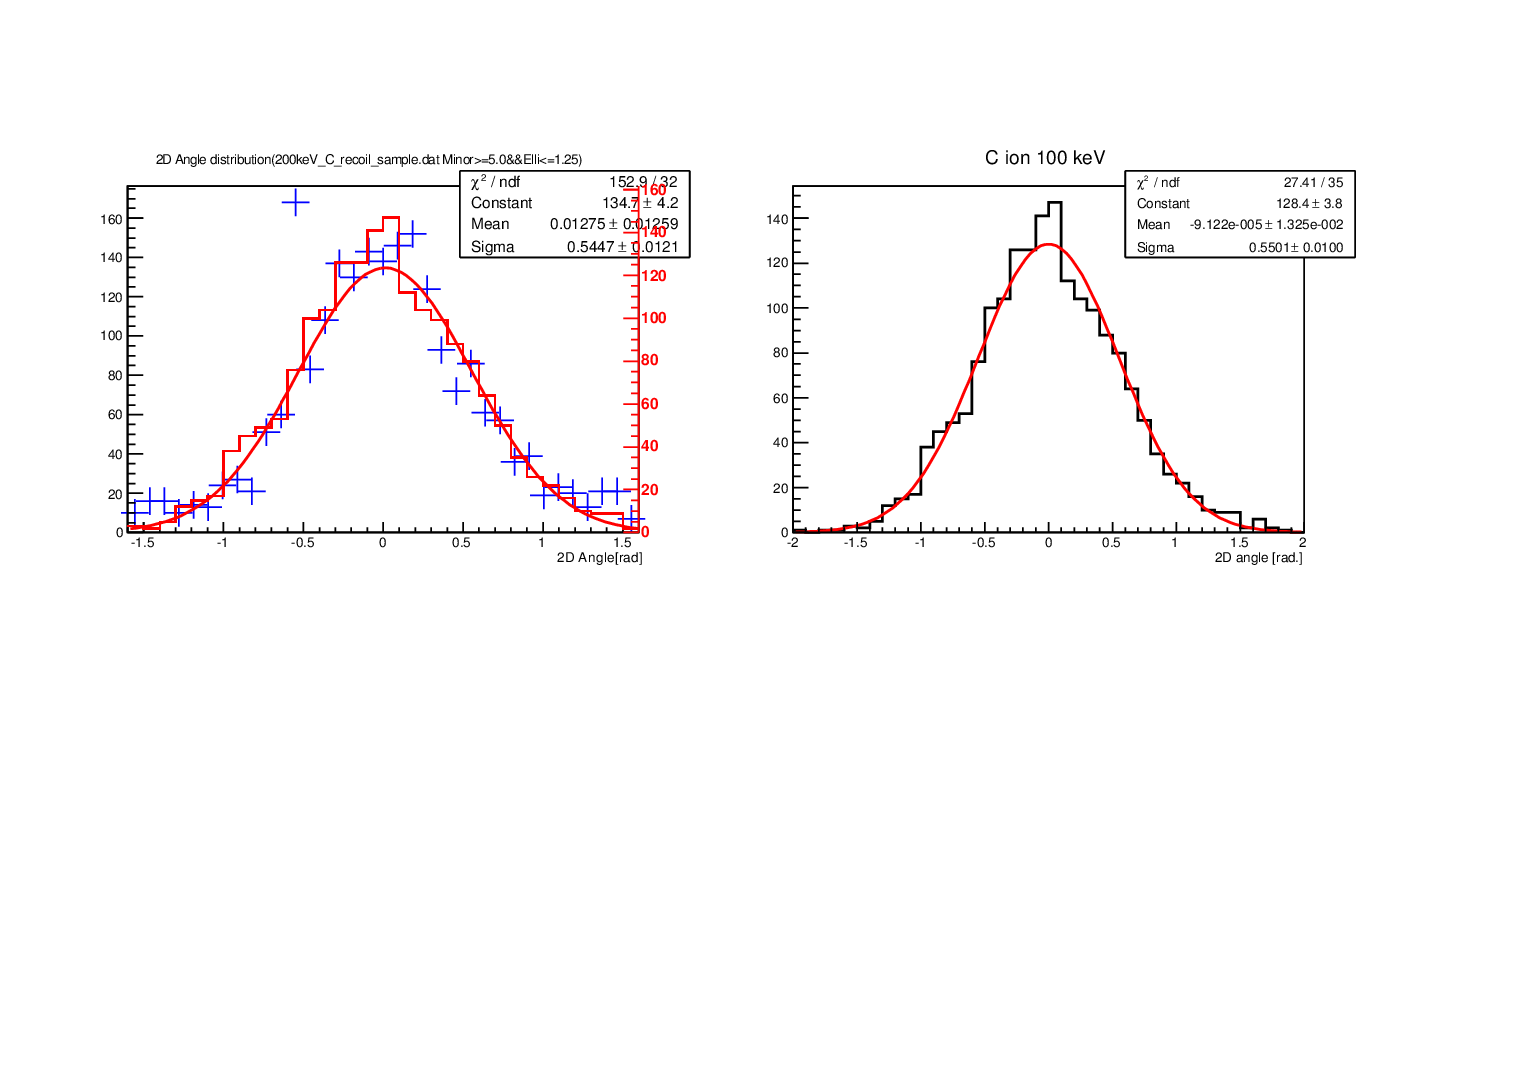 2D Angle distribution(200keV_C_recoil_sample.dat Minor>=5.0&&Elli<=1.25)
χ² / ndf 152.9 / 32
Constant 134.7 ± 4.2
Mean 0.01275 ± 0.01259
Sigma 0.5447 ± 0.0121
160
140
120
100
80
60
40
20
0
160
140
120
100
80
60
40
20
0
-1.5 -1 -0.5 0 0.5 1 1.5
2D Angle[rad]
C ion 100 keV
χ² / ndf 27.41 / 35
Constant 128.4 ± 3.8
Mean -9.122e-005 ± 1.325e-002
Sigma 0.5501 ± 0.0100
140
120
100
80
60
40
20
0
-2 -1.5 -1 -0.5 0 0.5 1 1.5 2
2D angle [rad.]